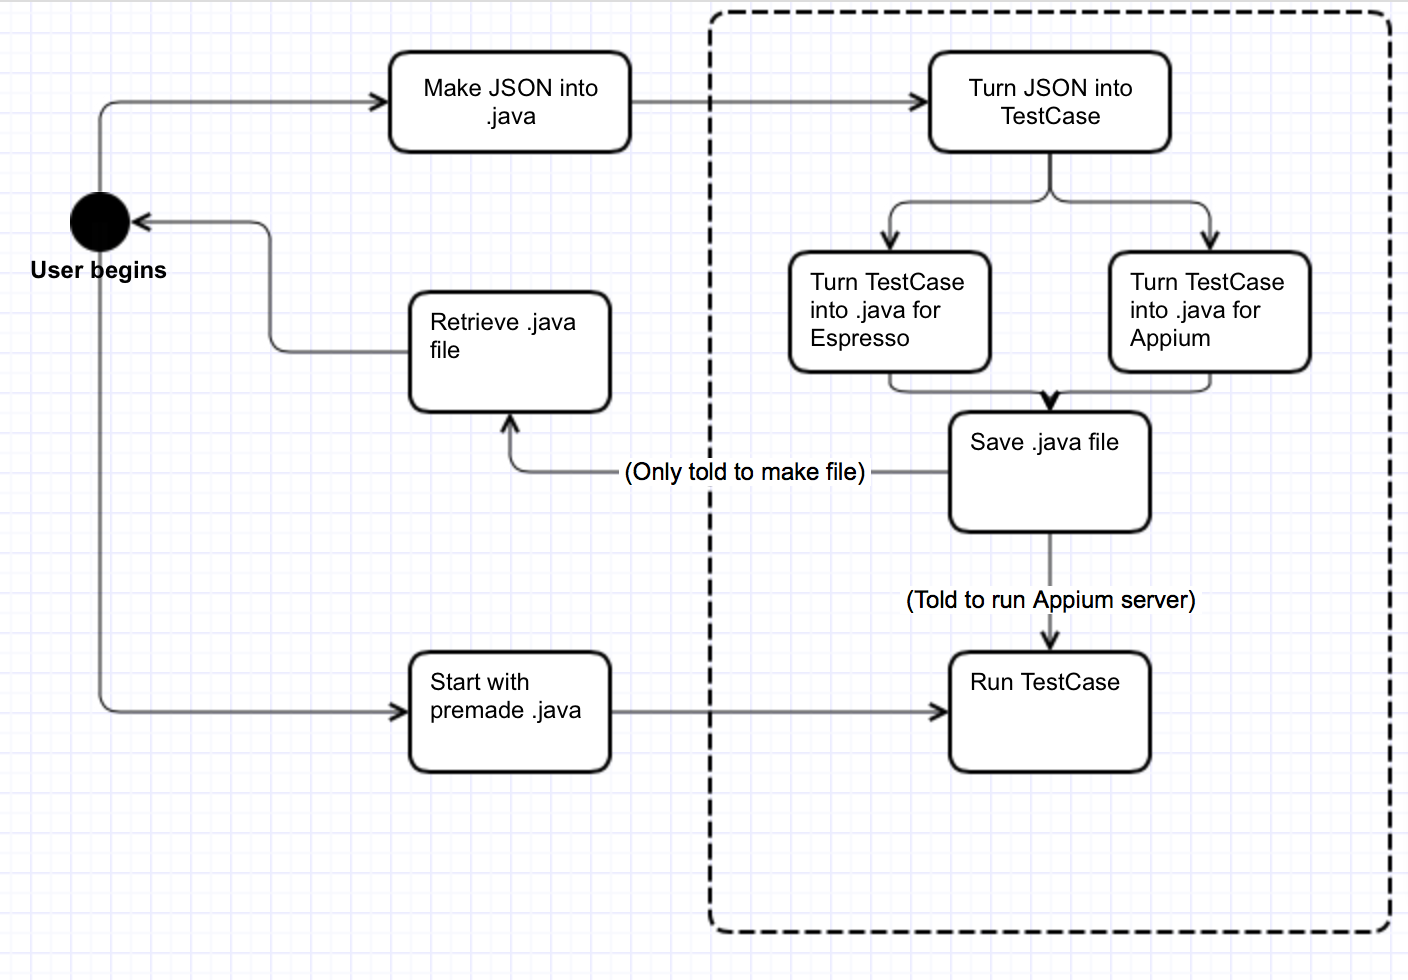 Make JSON into
.java
Turn JSON into
TestCase
User begins
Retrieve .java
file
Turn TestCase
into .java for
Espresso
Turn TestCase
into .java for
Appium
Save .java file
(Only told to make file)
(Told to run Appium server)
Start with
premade .java
Run TestCase